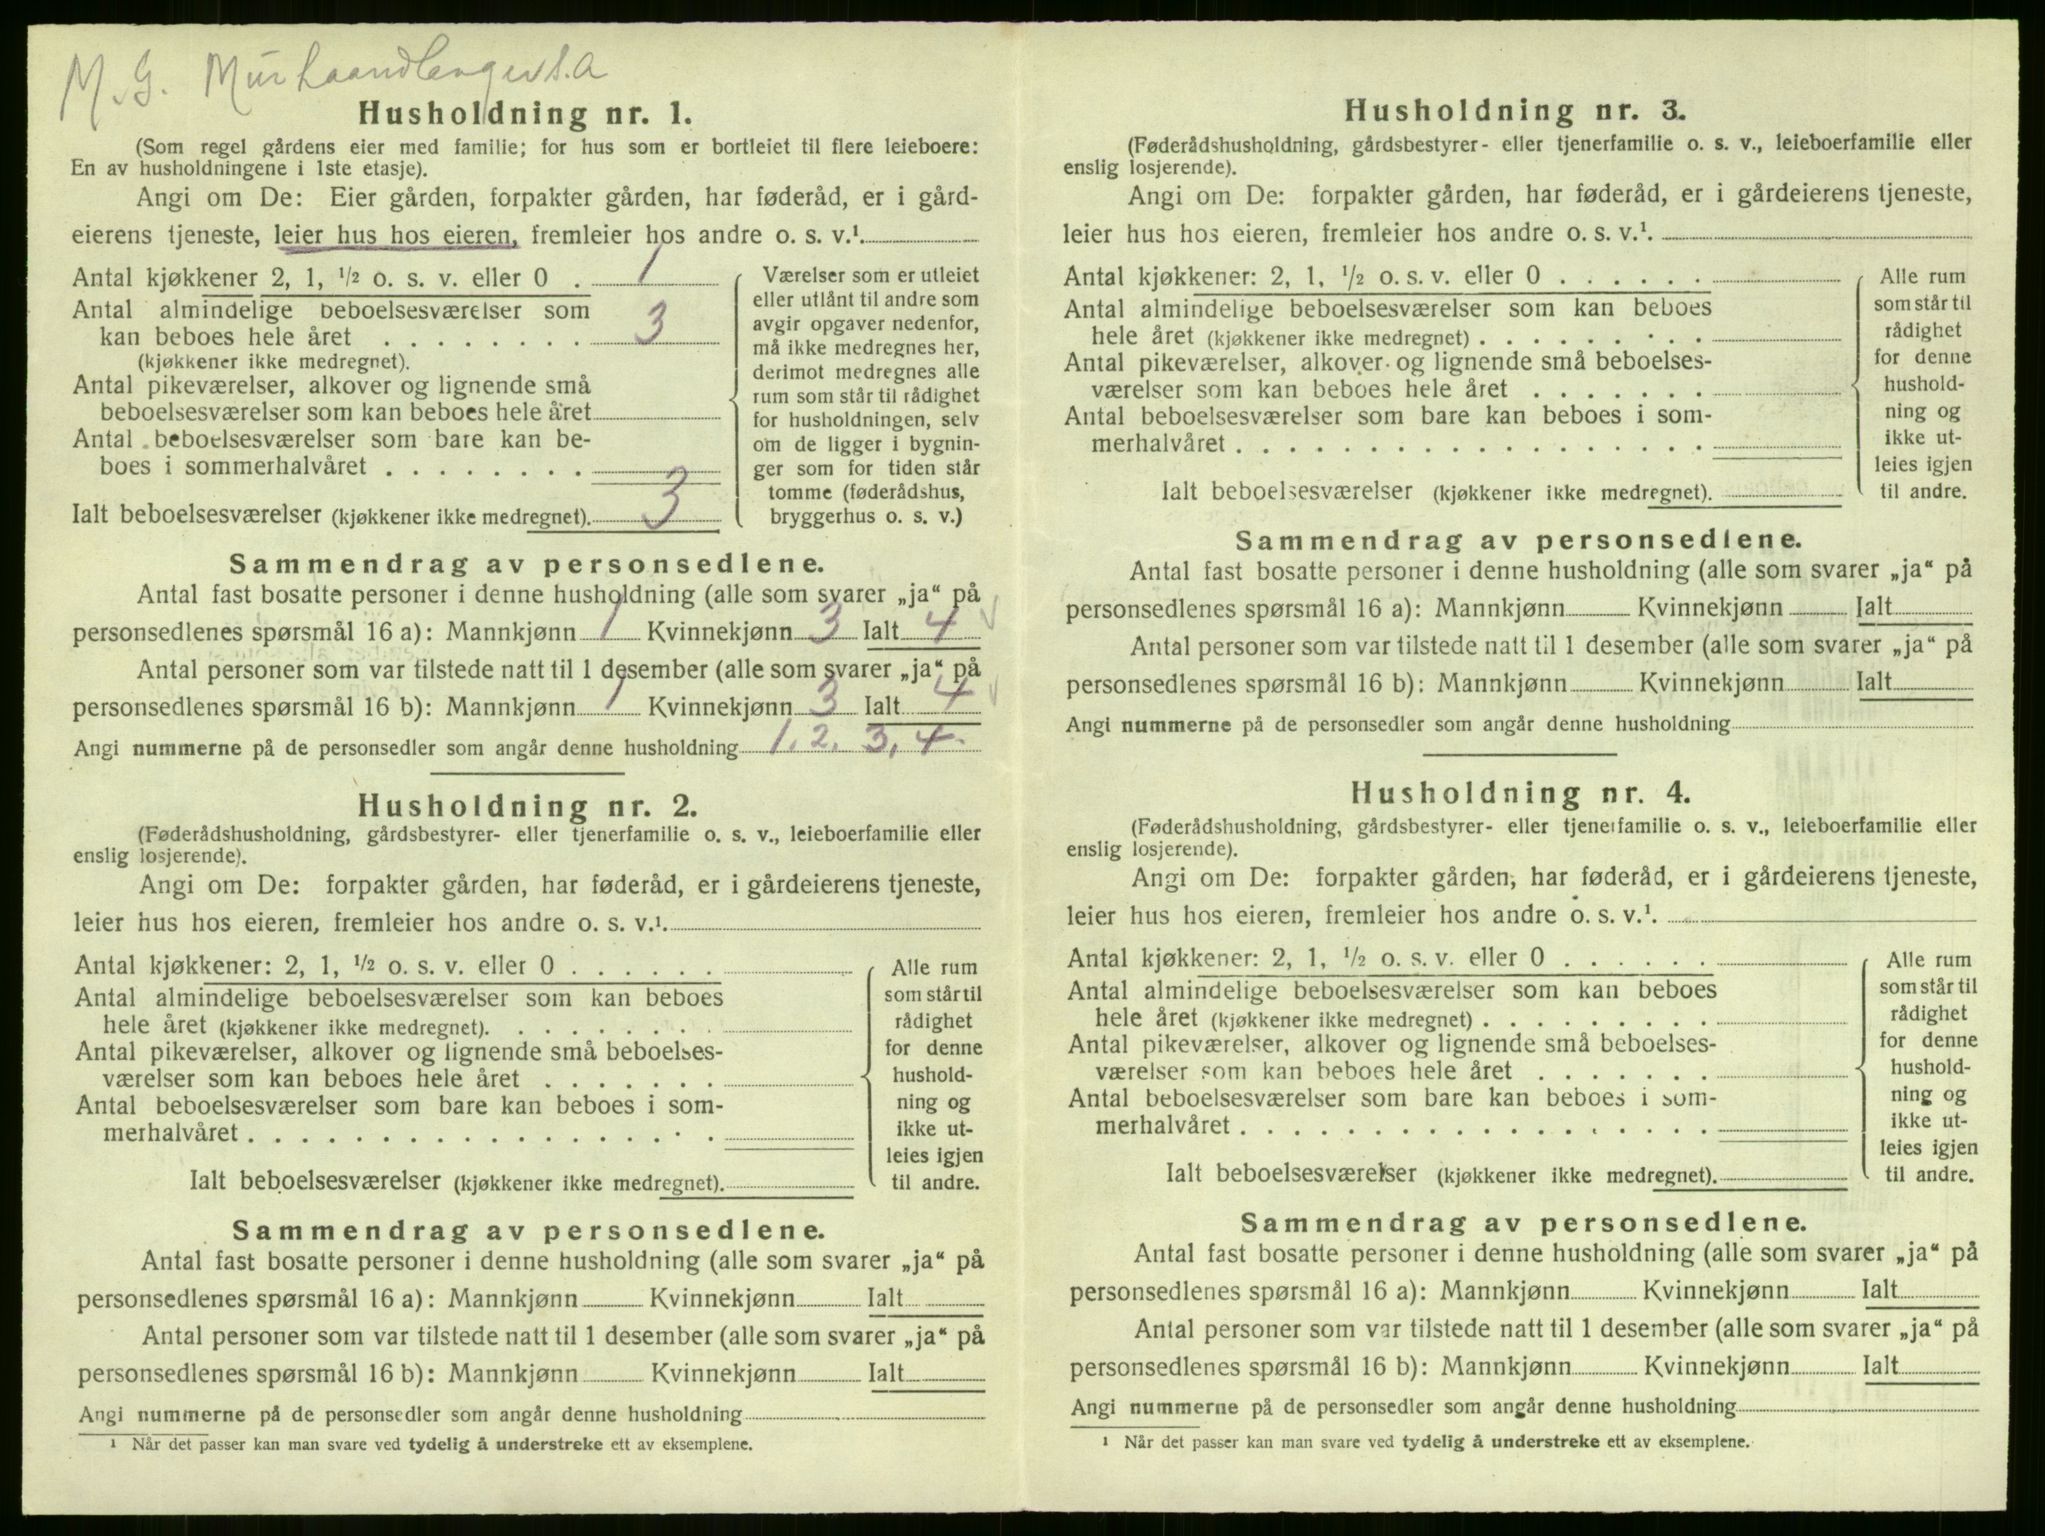 M. G. Murhaandlanger s.a
Husholdning nr. 1.
(Som regel gårdens eier med familie; for hus som er bortleiet til flere leieboere:
En av husholdningene i 1ste etasje).
Angi om De: Eier gården, forpakter gården, har føderåd, er i gård-
eierens tjeneste, leier hus hos eieren, fremleier hos andre o. s. v.¹.
Antal kjøkkener 2, 1, ½ o. s. v. eller 0 . 1
Antal almindelige beboelsesværelser som
kan beboes hele året . . . . . . . . 3
(kjøkkener ikke medregnet).
Antal pikeværelser, alkover og lignende små
beboelsesværelser som kan beboes hele året
Antal beboelsesværelser som bare kan be-
boes i sommerhalvåret . . . . . . . .
Ialt beboelsesværelser (kjøkkener ikke medregnet). 3
Værelser som er utleiet
eller utlånt til andre som
avgir opgaver nedenfor,
må ikke medregnes her,
derimot medregnes alle
rum som står til rådighet
for husholdningen, selv
om de ligger i bygnin-
ger som for tiden står
tomme (føderådshus,
bryggerhus o. s. v.)
Sammendrag av personsedlene.
Antal fast bosatte personer i denne husholdning (alle som svarer „ja“ på
personsedlenes spørsmål 16 a): Mannkjønn 1 Kvinnekjønn 3 Ialt 4
Antal personer som var tilstede natt til 1 desember (alle som svarer „ja“ på
personsedlenes spørsmål 16 b): Mannkjønn 1 Kvinnekjønn 3 Ialt 4
Angi nummerne på de personsedler som angår denne husholdning 1, 2, 3, 4.
Husholdning nr. 2.
(Føderådshusholdning, gårdsbestyrer- eller tjenerfamilie o. s. v., leieboerfamilie eller
enslig losjerende).
Angi om De: forpakter gården, har føderåd, er i gårdeierens tjeneste,
leier hus hos eieren, fremleier hos andre o. s. v.¹.
Antal kjøkkener: 2, 1, ½ o. s. v. eller 0 . . . . . .
Antal almindelige beboelsesværelser som kan beboes
hele året (kjøkkener ikke medregnet). . . . . . . . .
Antal pikeværelser, alkover og lignende små beboelses-
værelser som kan beboes hele året . . . . . . .
Antal beboelsesværelser som bare kan beboes i som-
merhalvåret . . . . . . . . . . . . . . . . .
Ialt beboelsesværelser (kjøkkener ikke medregnet).
Alle rum
som står til
rådighet
for denne
hushold-
ning og
ikke ut-
leies igjen
til andre.
Sammendrag av personsedlene.
Antal fast bosatte personer i denne husholdning (alle som svarer „ja“ på
personsedlenes spørsmål 16 a): Mannkjønn Kvinnekjønn Ialt
Antal personer som var tilstede natt til 1 desember (alle som svarer „ja“ på
personsedlenes spørsmål 16 b): Mannkjønn Kvinnekjønn Ialt
Angi nummerne på de personsedler som angår denne husholdning
¹ Når det passer kan man svare ved tydelig å understreke ett av eksemplene.
Husholdning nr. 3.
(Føderådshusholdning, gårdsbestyrer- eller tjenerfamilie o. s. v., leieboerfamilie eller
enslig losjerende).
Angi om De: forpakter gården, har føderåd, er i gårdeierens tjeneste,
leier hus hos eieren, fremleier hos andre o. s. v.¹.
Antal kjøkkener: 2, 1, ½ o. s. v. eller 0 . . . . . .
Antal almindelige beboelsesværelser som kan beboes
hele året (kjøkkener ikke medregnet) . . . . . . . . .
Antal pikeværelser, alkover og lignende små beboelses-
værelser som kan beboes hele året . . . . . . .
Antal beboelsesværelser som bare kan beboes i som-
merhalvåret . . . . . . . . . . . . . . . . .
Ialt beboelsesværelser (kjøkkener ikke medregnet).
Alle rum
som står til
rådighet
for denne
hushold-
ning og
ikke ut-
leies igjen
til andre.
Sammendrag av personsedlene.
Antal fast bosatte personer i denne husholdning (alle som svarer „ja“ på
personsedlenes spørsmål 16 a): Mannkjønn Kvinnekjønn Ialt
Antal personer som var tilstede natt til 1 desember (alle som svarer „ja“ på
personsedlenes spørsmål 16 b): Mannkjønn Kvinnekjønn Ialt
Angi nummerne på de personsedler som angår denne husholdning
Husholdning nr. 4.
(Føderådshusholdning, gårdsbestyrer- eller tjenerfamilie o. s. v., leieboerfamilie eller
enslig losjerende).
Angi om De: forpakter gården, har føderåd, er i gårdeierens tjeneste,
leier hus hos eieren, fremleier hos andre o. s. v.¹.
Antal kjøkkener: 2, 1, ½ o. s. v. eller 0 . . . . . .
Antal almindelige beboelsesværelser som kan beboes
hele året (kjøkkener ikke medregnet) . . . . . . . . .
Antal pikeværelser, alkover og lignende små beboelses-
værelser som kan beboes hele året . . . . . . .
Antal beboelsesværelser som bare kan beboes i som-
merhalvåret . . . . . . . . . . . . . . . . .
Ialt beboelsesværelser (kjøkkener ikke medregnet).
Alle rum
som står til
rådighet
for denne
hushold-
ning og
ikke ut-
leies igjen
til andre.
Sammendrag av personsedlene.
Antal fast bosatte personer i denne husholdning (alle som svarer „ja“ på
personsedlenes spørsmål 16 a): Mannkjønn Kvinnekjønn Ialt
Antal personer som var tilstede natt til 1 desember (alle som svarer „ja“ på
personsedlenes spørsmål 16 b): Mannkjønn Kvinnekjønn Ialt
Angi nummerne på de personsedler som angår denne husholdning
¹ Når det passer kan man svare ved tydelig å understreke ett av eksemplene.